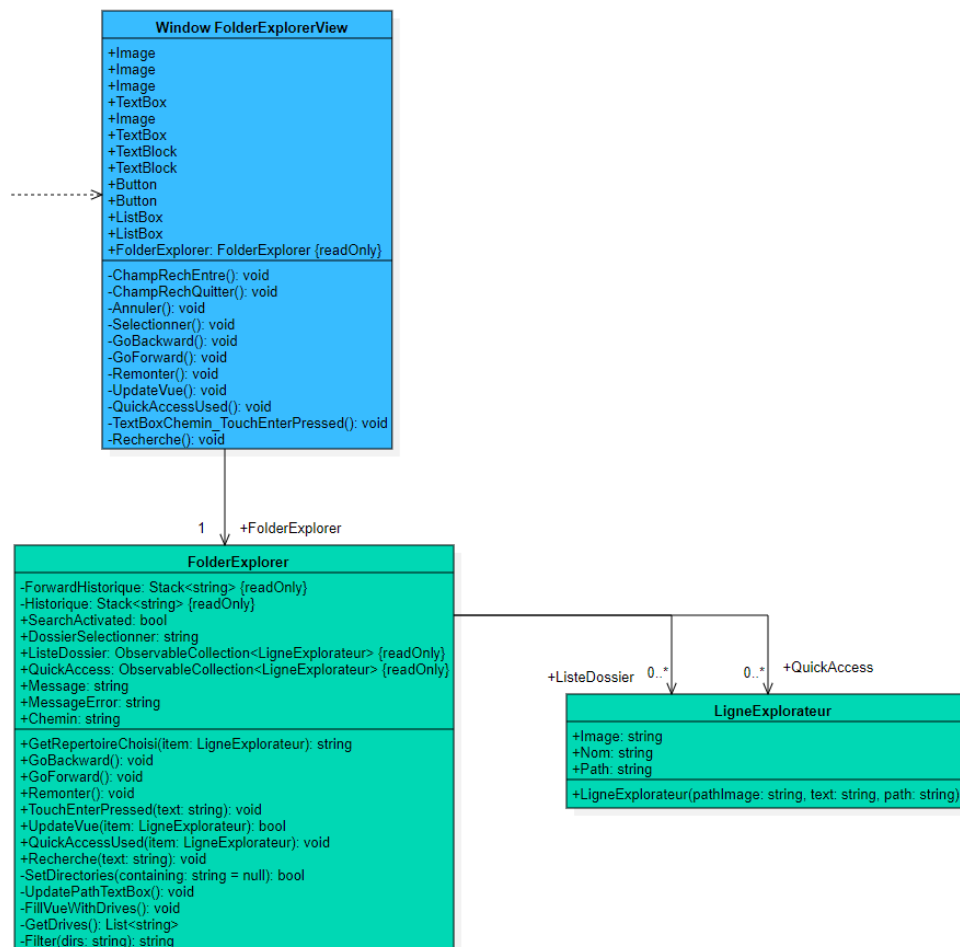 Window FolderExplorerView
+Image
+Image
+Image
+TextBox
+Image
+TextBox
+TextBlock
+TextBlock
+Button
+Button
+ListBox
+ListBox
+FolderExplorer: FolderExplorer {readOnly}
-ChampRechEntre(): void
-ChampRechQuitter(): void
-Annuler(): void
-Selectionner(): void
-GoBackward(): void
-GoForward(): void
-Remonter(): void
-UpdateVue(): void
-QuickAccessUsed(): void
-TextBoxChemin_TouchEnterPressed(): void
-Recherche(): void
1 +FolderExplorer
FolderExplorer
-ForwardHistorique: Stack<string> {readOnly}
-Historique: Stack<string> {readOnly}
+SearchActivated: bool
+DossierSelectionner: string
+ListeDossier: ObservableCollection<LigneExplorateur> {readOnly}
+QuickAccess: ObservableCollection<LigneExplorateur> {readOnly}
+Message: string
+MessageError: string
+Chemin: string
+GetRepertoireChoisi(item: LigneExplorateur): string
+GoBackward(): void
+GoForward(): void
+Remonter(): void
+TouchEnterPressed(text: string): void
+UpdateVue(item: LigneExplorateur): bool
+QuickAccessUsed(item: LigneExplorateur): void
+Recherche(text: string): void
-SetDirectories(containing: string = null): bool
-UpdatePathTextBox(): void
-FillVueWithDrives(): void
-GetDrives(): List<string>
-Filter(dirs: string): string
+ListeDossier 0..*
0..* +QuickAccess
LigneExplorateur
+Image: string
+Nom: string
+Path: string
+LigneExplorateur(pathImage: string, text: string, path: string)